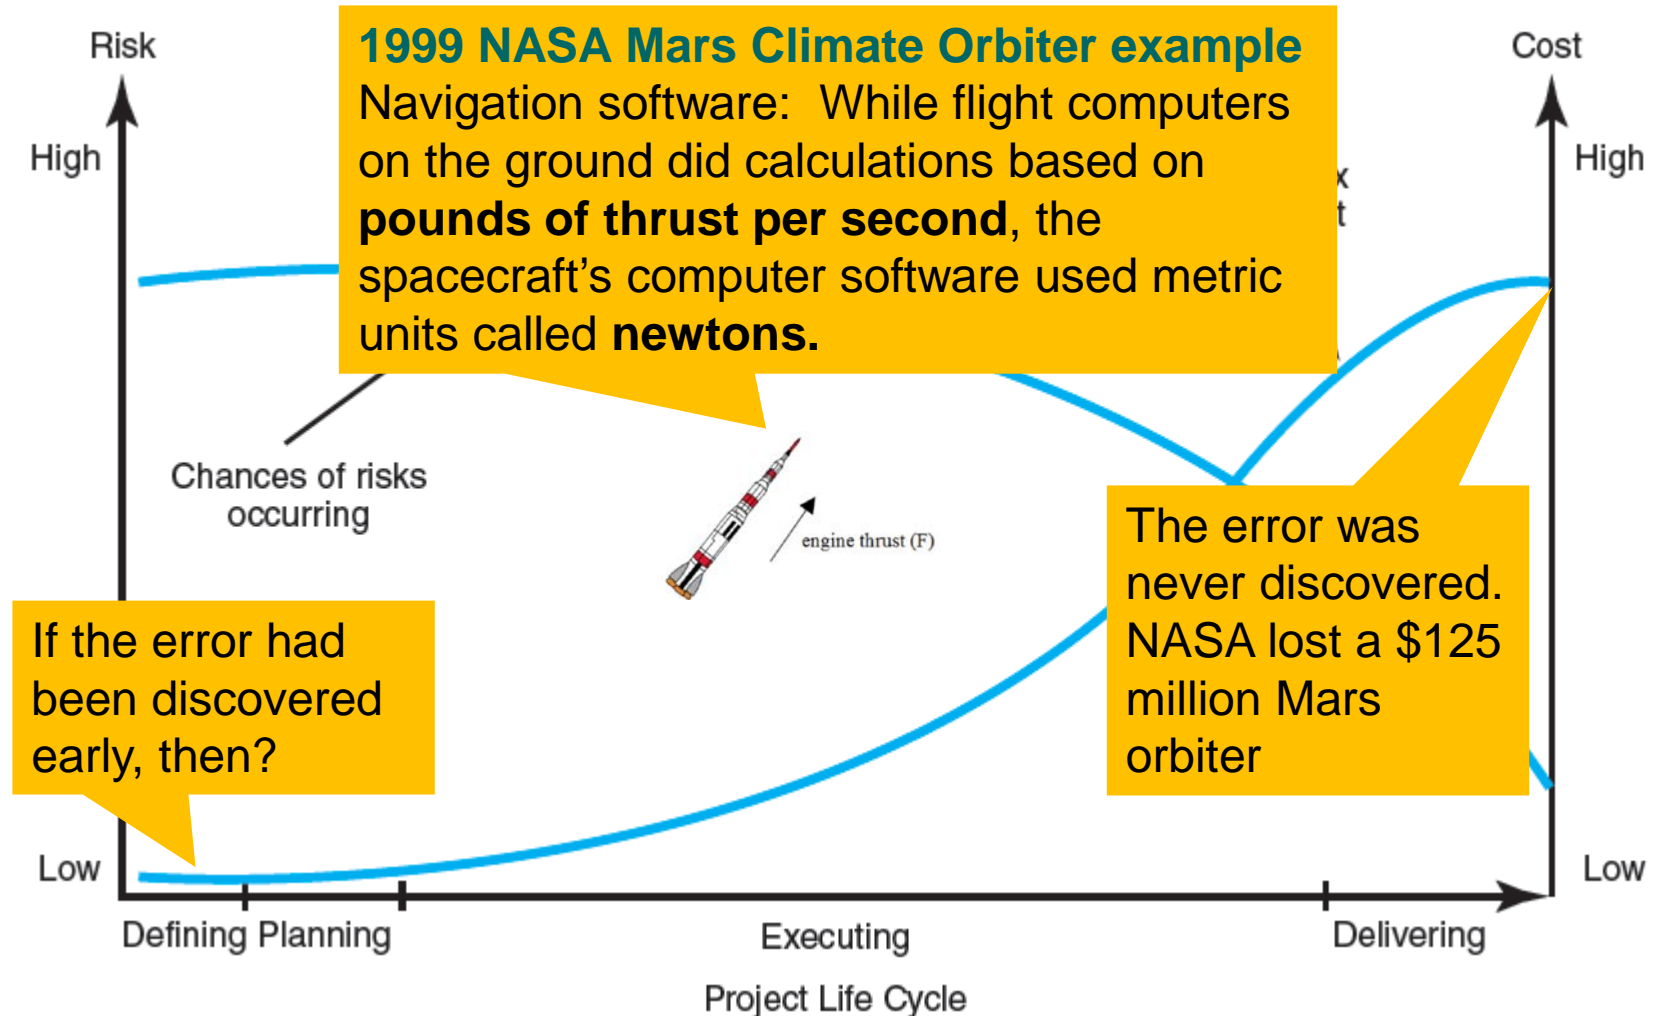 Risk
High
1999 NASA Mars Climate Orbiter example
Navigation software: While flight computers
on the ground did calculations based on
pounds of thrust per second, the
spacecraft’s computer software used metric
units called newtons.
Cost
High
x
t
Chances of risks
occurring
engine thrust (F)
The error was
never discovered.
NASA lost a $125
million Mars
orbiter
If the error had
been discovered
early, then?
Low
Low
Defining Planning
Executing
Delivering
Project Life Cycle